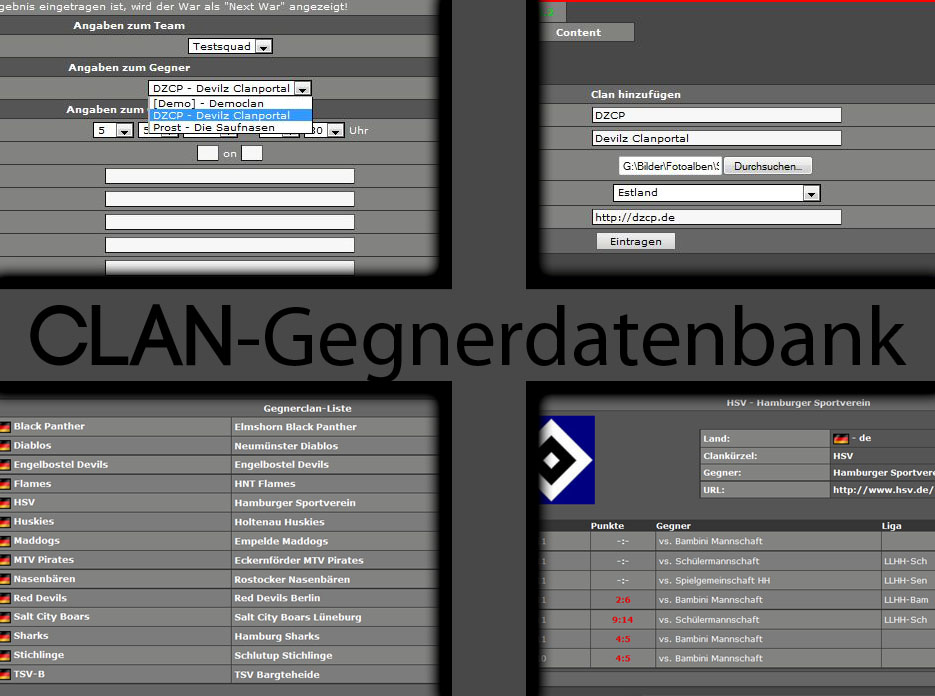 gebnis eingetragen ist, wird der War als "Next War" angezeigt!
Angaben zum Team
Testsquad
Angaben zum Gegner
DZCP - Devilz Clanportal
[Demo] - Democlan
Angaben zum
DZCP - Devilz Clanportal
Prost - Die Saufnasen
5 5 30 Uhr
on
2
Content
Clan hinzufügen
DZCP
Devilz Clanportal
G:\Bilder\Fotoalben\S Durchsuchen...
Estland
http://dzcp.de
Eintragen
CLAN-Gegnerdatenbank
Gegnerclan-Liste
Black Panther Elmshorn Black Panther
Diablos Neumünster Diablos
Engelbostel Devils Engelbostel Devils
Flames HNT Flames
HSV Hamburger Sportverein
Huskies Holtenau Huskies
Maddogs Empelde Maddogs
MTV Pirates Eckernförder MTV Pirates
Nasenbären Rostocker Nasenbären
Red Devils Red Devils Berlin
Salt City Boars Salt City Boars Lüneburg
Sharks Hamburg Sharks
Stichlinge Schlutup Stichlinge
TSV-B TSV Bargteheide
HSV - Hamburger Sportverein
Land: - de
Clankürzel: HSV
Gegner: Hamburger Sportvere
URL: http://www.hsv.de/
Punkte Gegner Liga
1 -:- vs. Bambini Mannschaft
1 -:- vs. Schülermannschaft LLHH-Sch
1 -:- vs. Spielgemeinschaft HH LLHH-Sen
1 2:6 vs. Bambini Mannschaft LLHH-Bam
1 9:14 vs. Schülermannschaft LLHH-Sch
1 4:5 vs. Bambini Mannschaft
0 4:5 vs. Bambini Mannschaft